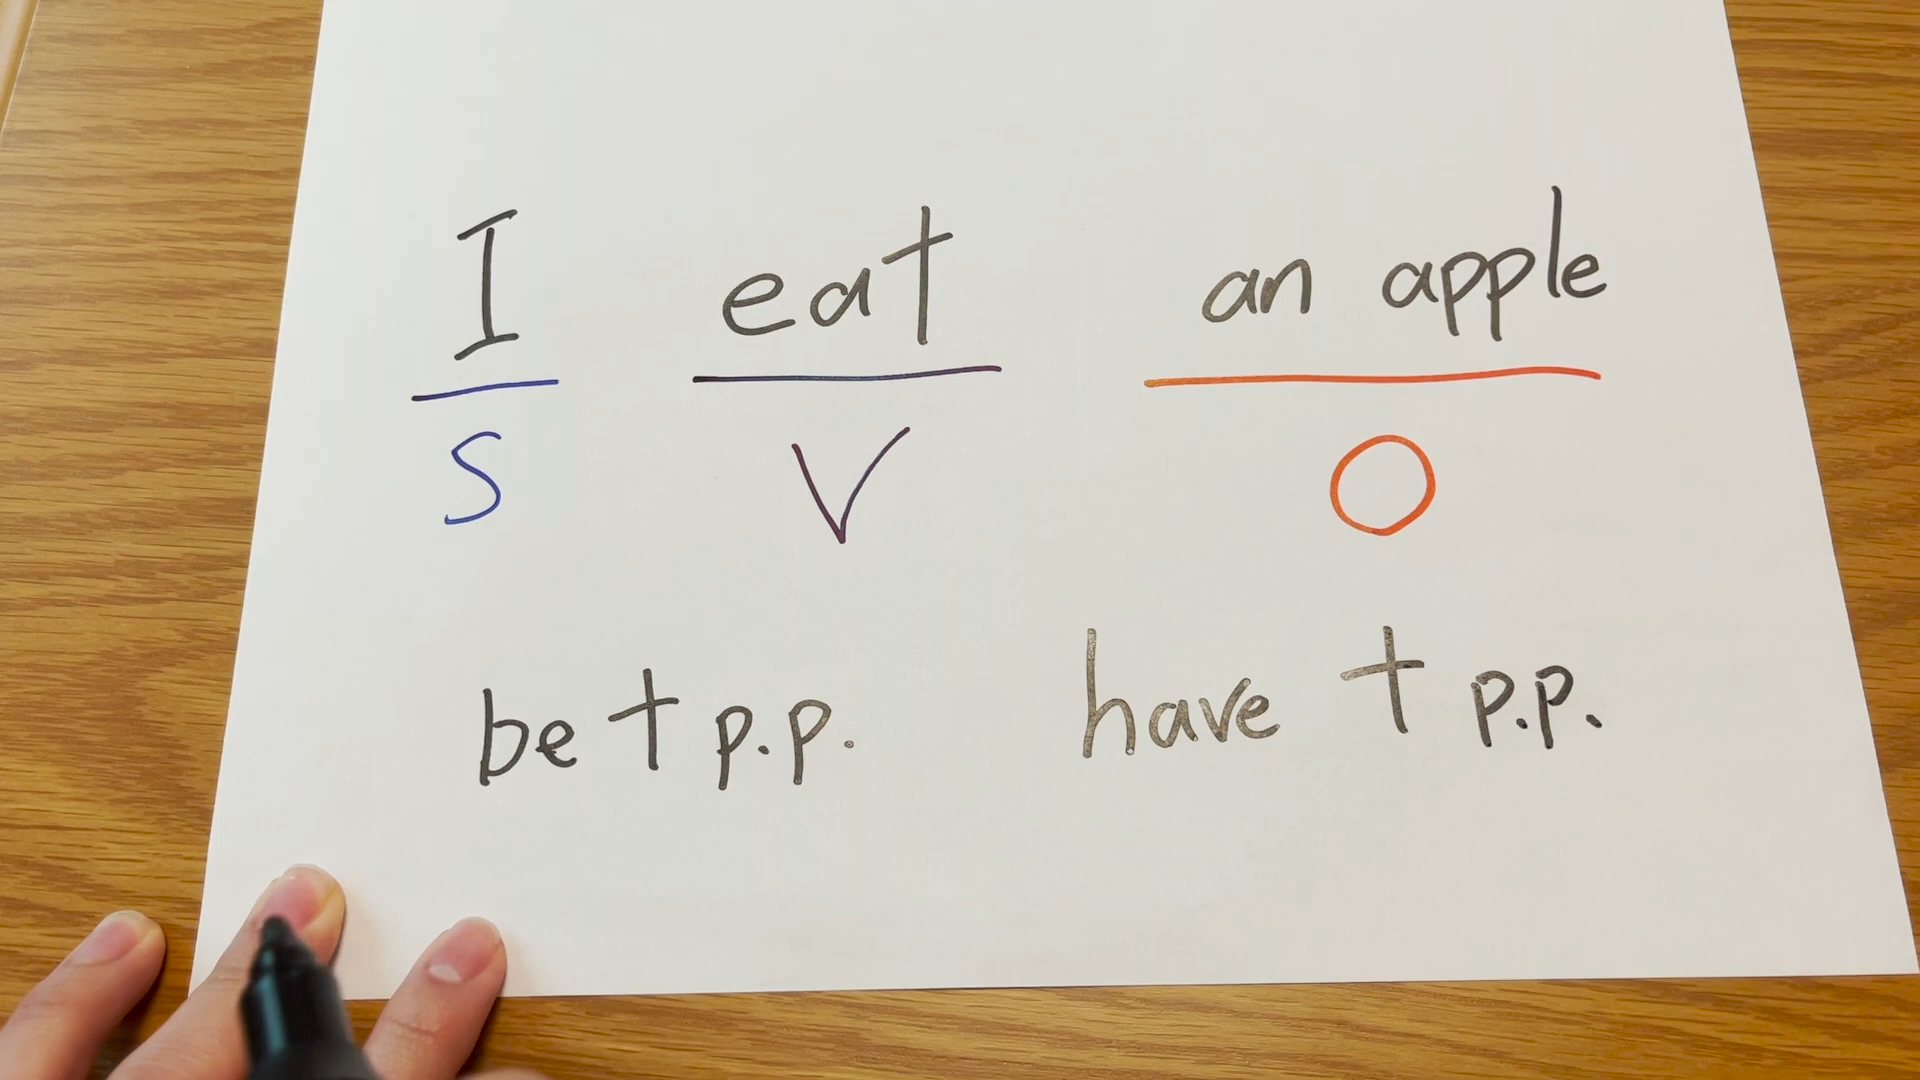 I eat an apple
S V O
be + p.p. have + p.p.